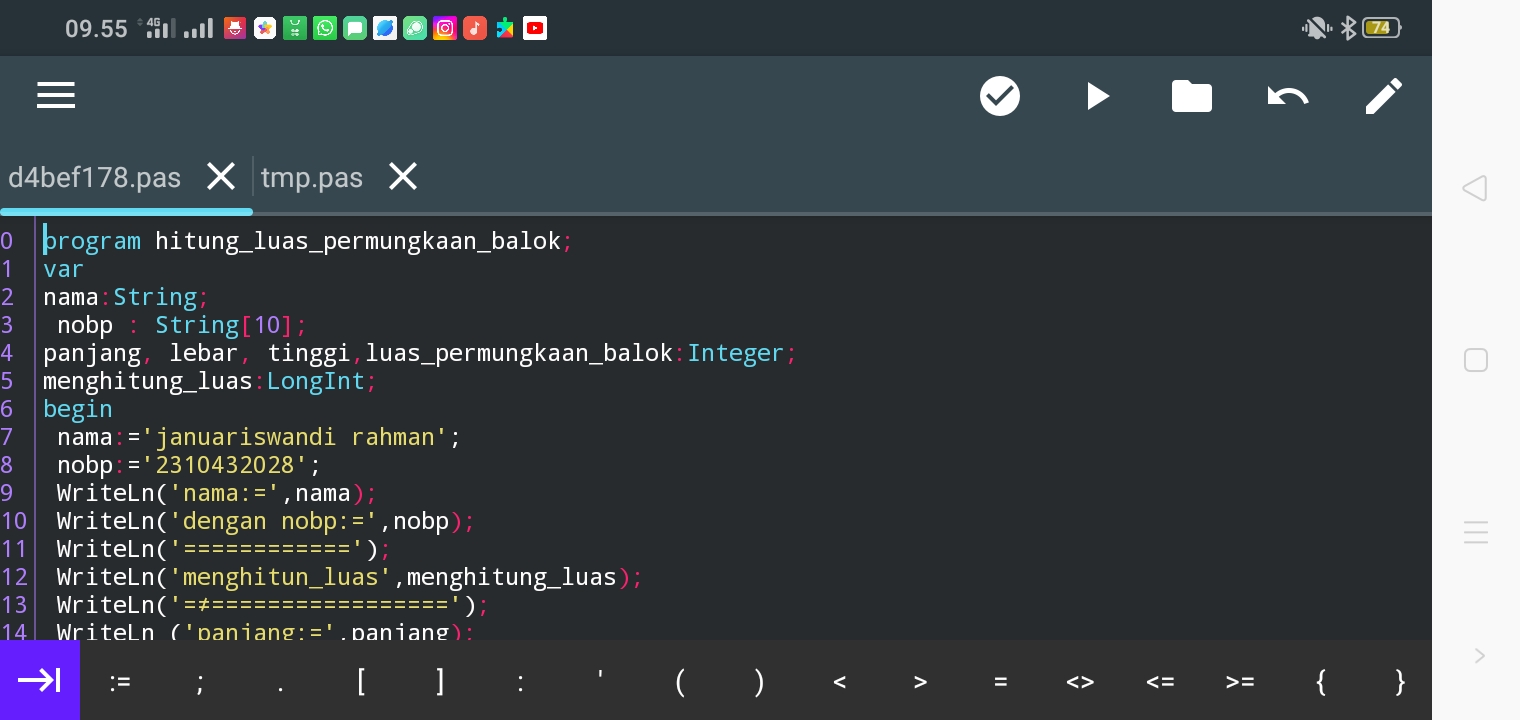 09.55 4G 74
d4bef178.pas tmp.pas
0 program hitung_luas_permungkaan_balok;
1 var
2 nama:String;
3 nobp : String[10];
4 panjang, lebar, tinggi,luas_permungkaan_balok:Integer;
5 menghitung_luas:LongInt;
6 begin
7 nama:='januariswandi rahman';
8 nobp:='2310432028';
9 WriteLn('nama:=',nama);
10 WriteLn('dengan nobp:=',nobp);
11 WriteLn('============');
12 WriteLn('menghitun_luas',menghitung_luas);
13 WriteLn('=≠=================');
14 WriteLn ('panjang:=',panjang);
:= ; . [ ] : ' ( ) < > = <> <= >= { }